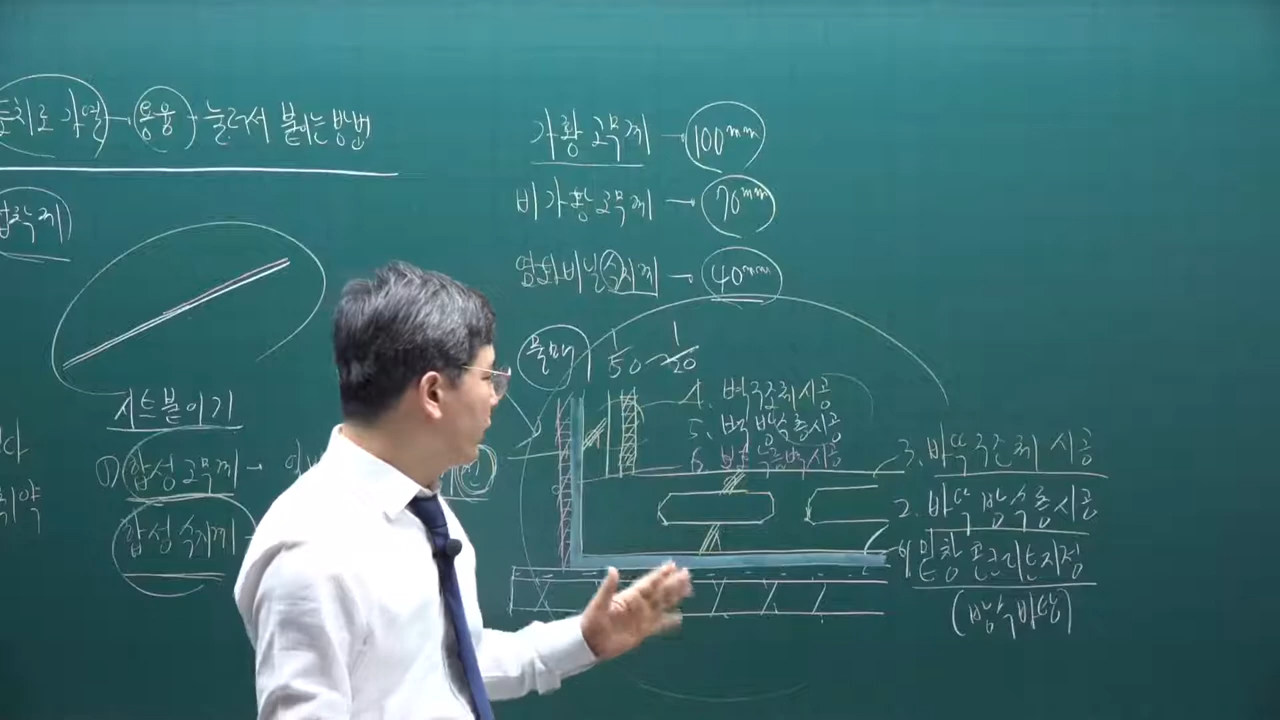 토치로 가열 → 용융 - 눌러서 붙이는 방법
접착제
시트붙이기
① 합성고무계 -
합성수지계 -
가황고무계 → 100mm
비가황고무계 → 70mm
염화비닐수지계 → 40mm
물매 1/50 ~ 1/20
4. 벽구조체시공
5. 벽 방수층시공
6. 보호누름벽시공
3. 바닥구조체 시공
2. 바닥 방수층시공
1. 밑창 콘크리트지정
(방수바탕)